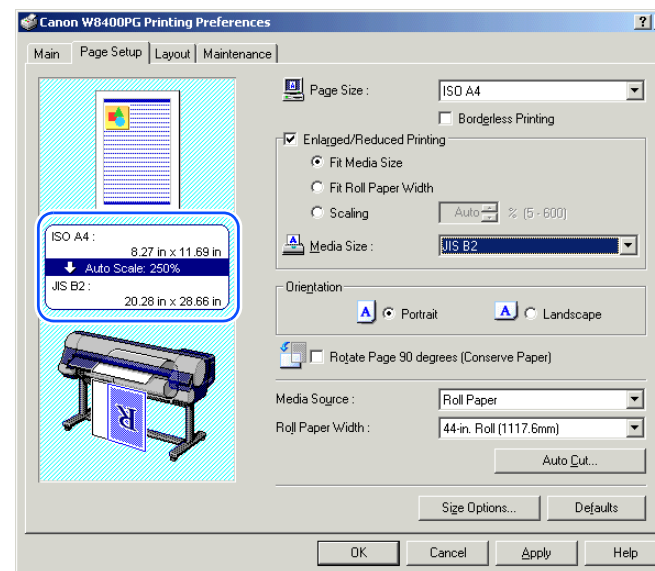 Canon W8400PG Printing Preferences
Main Page Setup Layout Maintenance
Page Size : ISO A4
Borderless Printing
Enlarged/Reduced Printing
Fit Media Size
Fit Roll Paper Width
Scaling Auto % (5 - 600)
Media Size : JIS B2
ISO A4 :
8.27 in x 11.69 in
Auto Scale: 250%
JIS B2 :
20.28 in x 28.66 in
Orientation
A Portrait A Landscape
Rotate Page 90 degrees (Conserve Paper)
R
Media Source : Roll Paper
Roll Paper Width : 44-in. Roll (1117.6mm)
Auto Cut...
Size Options... Defaults
OK Cancel Apply Help